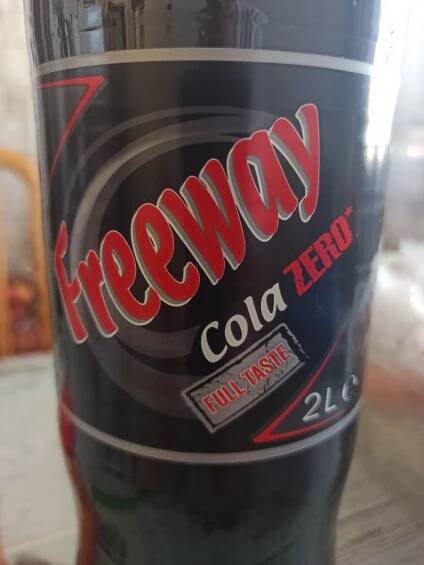 Freeway
Cola ZERO*
FULL TASTE
2L e